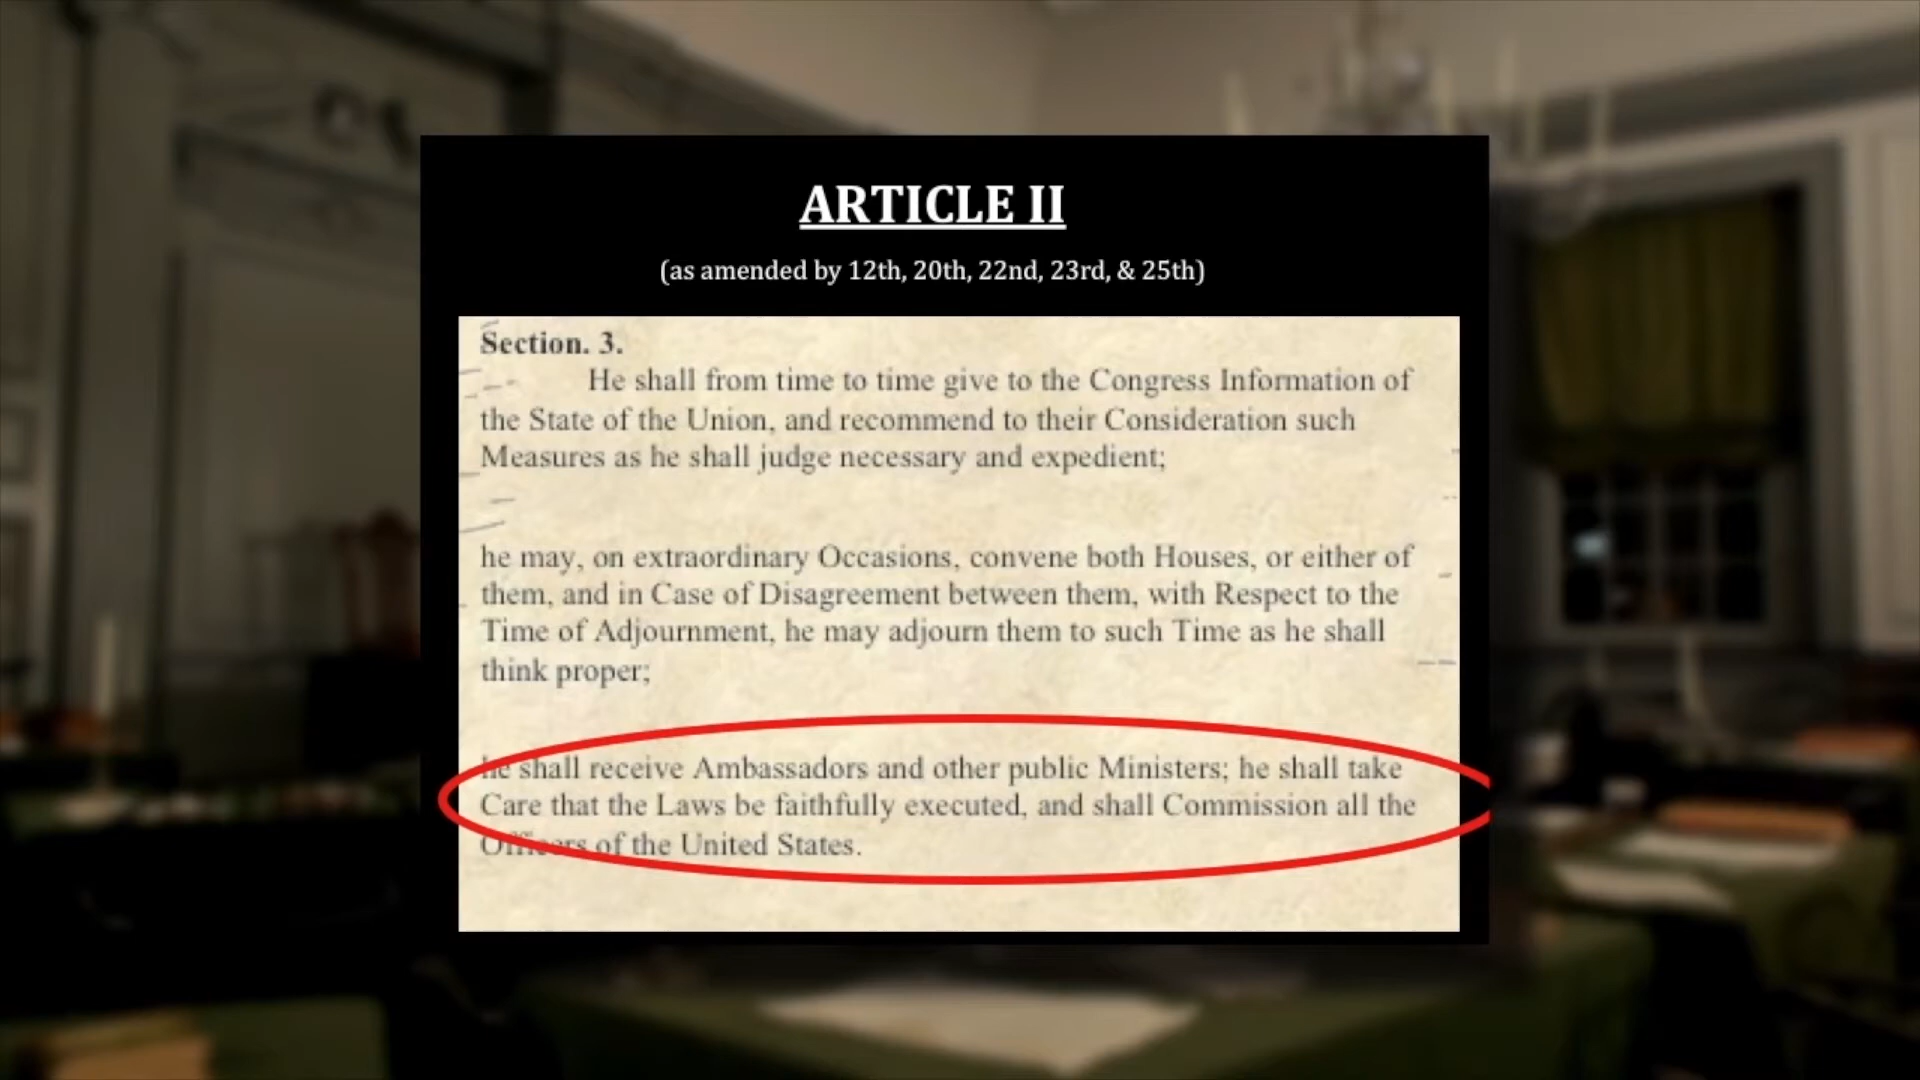 ARTICLE II
(as amended by 12th, 20th, 22nd, 23rd, & 25th)
Section. 3.
He shall from time to time give to the Congress Information of
the State of the Union, and recommend to their Consideration such
Measures as he shall judge necessary and expedient;
he may, on extraordinary Occasions, convene both Houses, or either of
them, and in Case of Disagreement between them, with Respect to the
Time of Adjournment, he may adjourn them to such Time as he shall
think proper;
he shall receive Ambassadors and other public Ministers; he shall take
Care that the Laws be faithfully executed, and shall Commission all the
Officers of the United States.